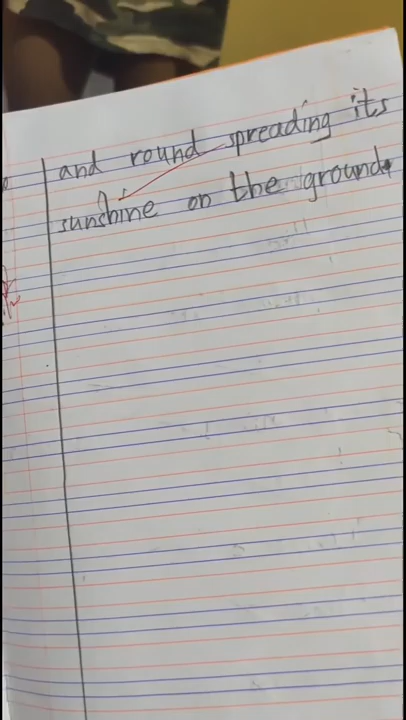 and round spreading its
sunshine on the ground.